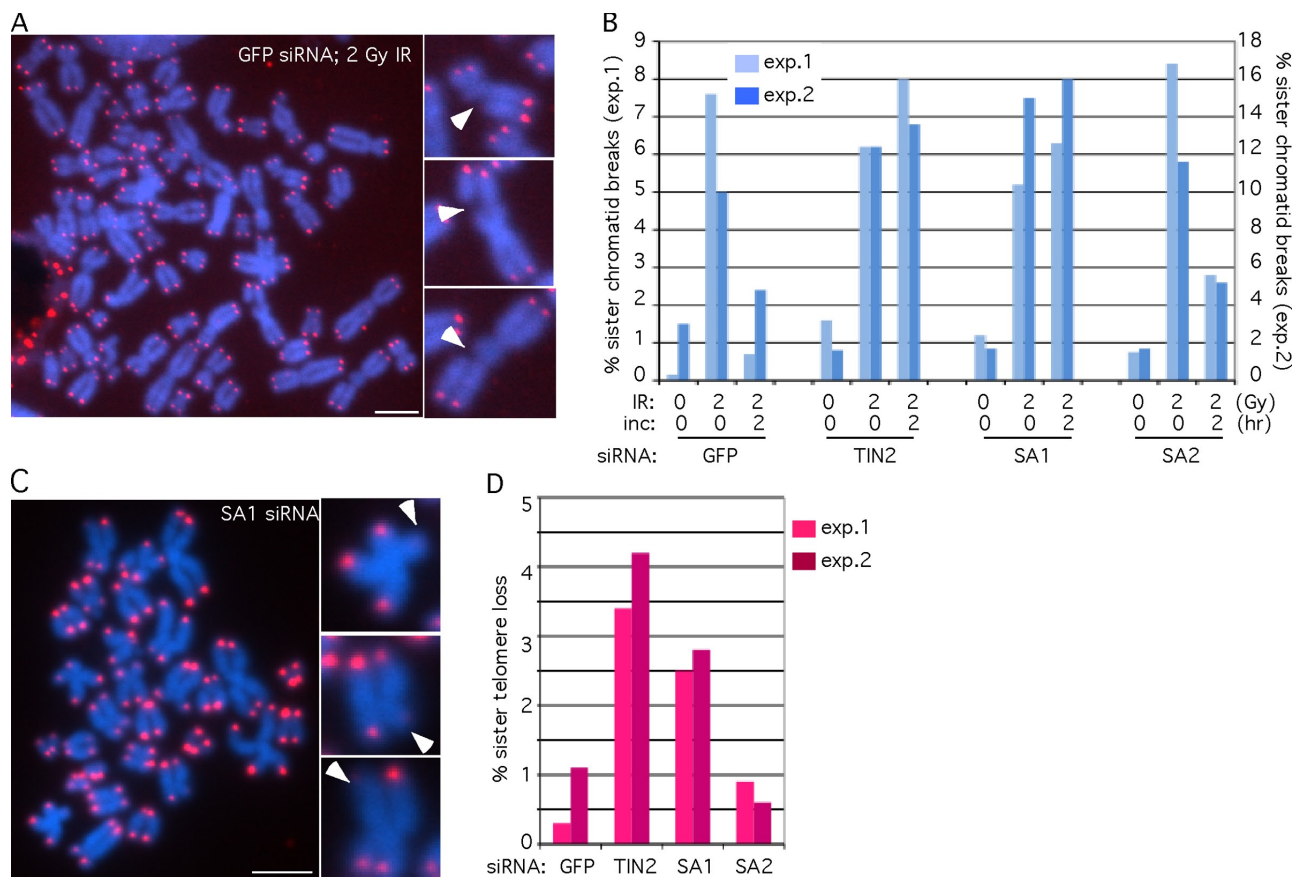 A
GFP siRNA; 2 Gy IR
B
% sister chromatid breaks (exp.1)
9
8
7
6
5
4
3
2
1
0
exp.1
exp.2
18
16
14
12
10
8
6
4
2
0
% sister chromatid breaks (exp.2)
IR: 0 2 2 0 2 2 0 2 2 0 2 2 (Gy)
inc: 0 0 2 0 0 2 0 0 2 0 0 2 (hr)
siRNA: GFP TIN2 SA1 SA2
C
SA1 siRNA
D
% sister telomere loss
5
4
3
2
1
0
exp.1
exp.2
siRNA: GFP TIN2 SA1 SA2